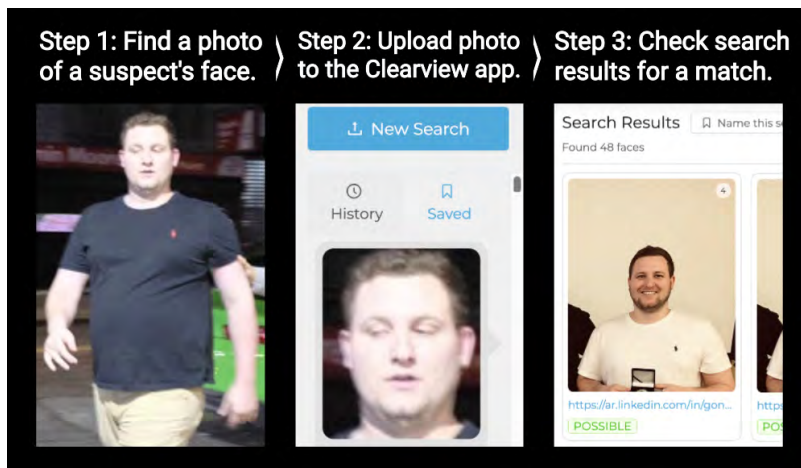 Step 1: Find a photo
of a suspect's face.
Step 2: Upload photo
to the Clearview app.
Step 3: Check search
results for a match.
New Search
History
Saved
Search Results
Name this s
Found 48 faces
4
https://ar.linkedin.com/in/gon...
https
POSSIBLE
POS